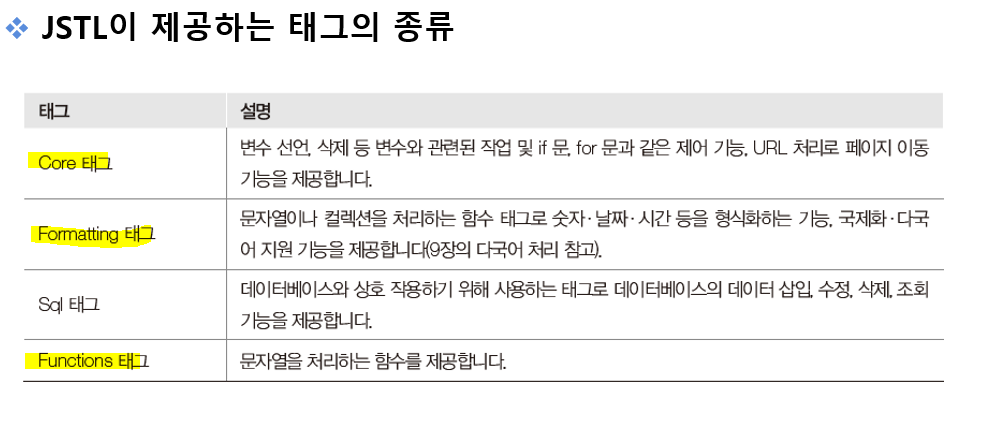 JSTL이 제공하는 태그의 종류
태그 설명
Core 태그 변수 선언, 삭제 등 변수와 관련된 작업 및 if 문, for 문과 같은 제어 기능, URL 처리로 페이지 이동
기능을 제공합니다.
Formatting 태그 문자열이나 컬렉션을 처리하는 함수 태그로 숫자·날짜·시간 등을 형식화하는 기능, 국제화·다국
어 지원 기능을 제공합니다(9장의 다국어 처리 참고).
Sql 태그 데이터베이스와 상호 작용하기 위해 사용하는 태그로 데이터베이스의 데이터 삽입, 수정, 삭제, 조회
기능을 제공합니다.
Functions 태그 문자열을 처리하는 함수를 제공합니다.